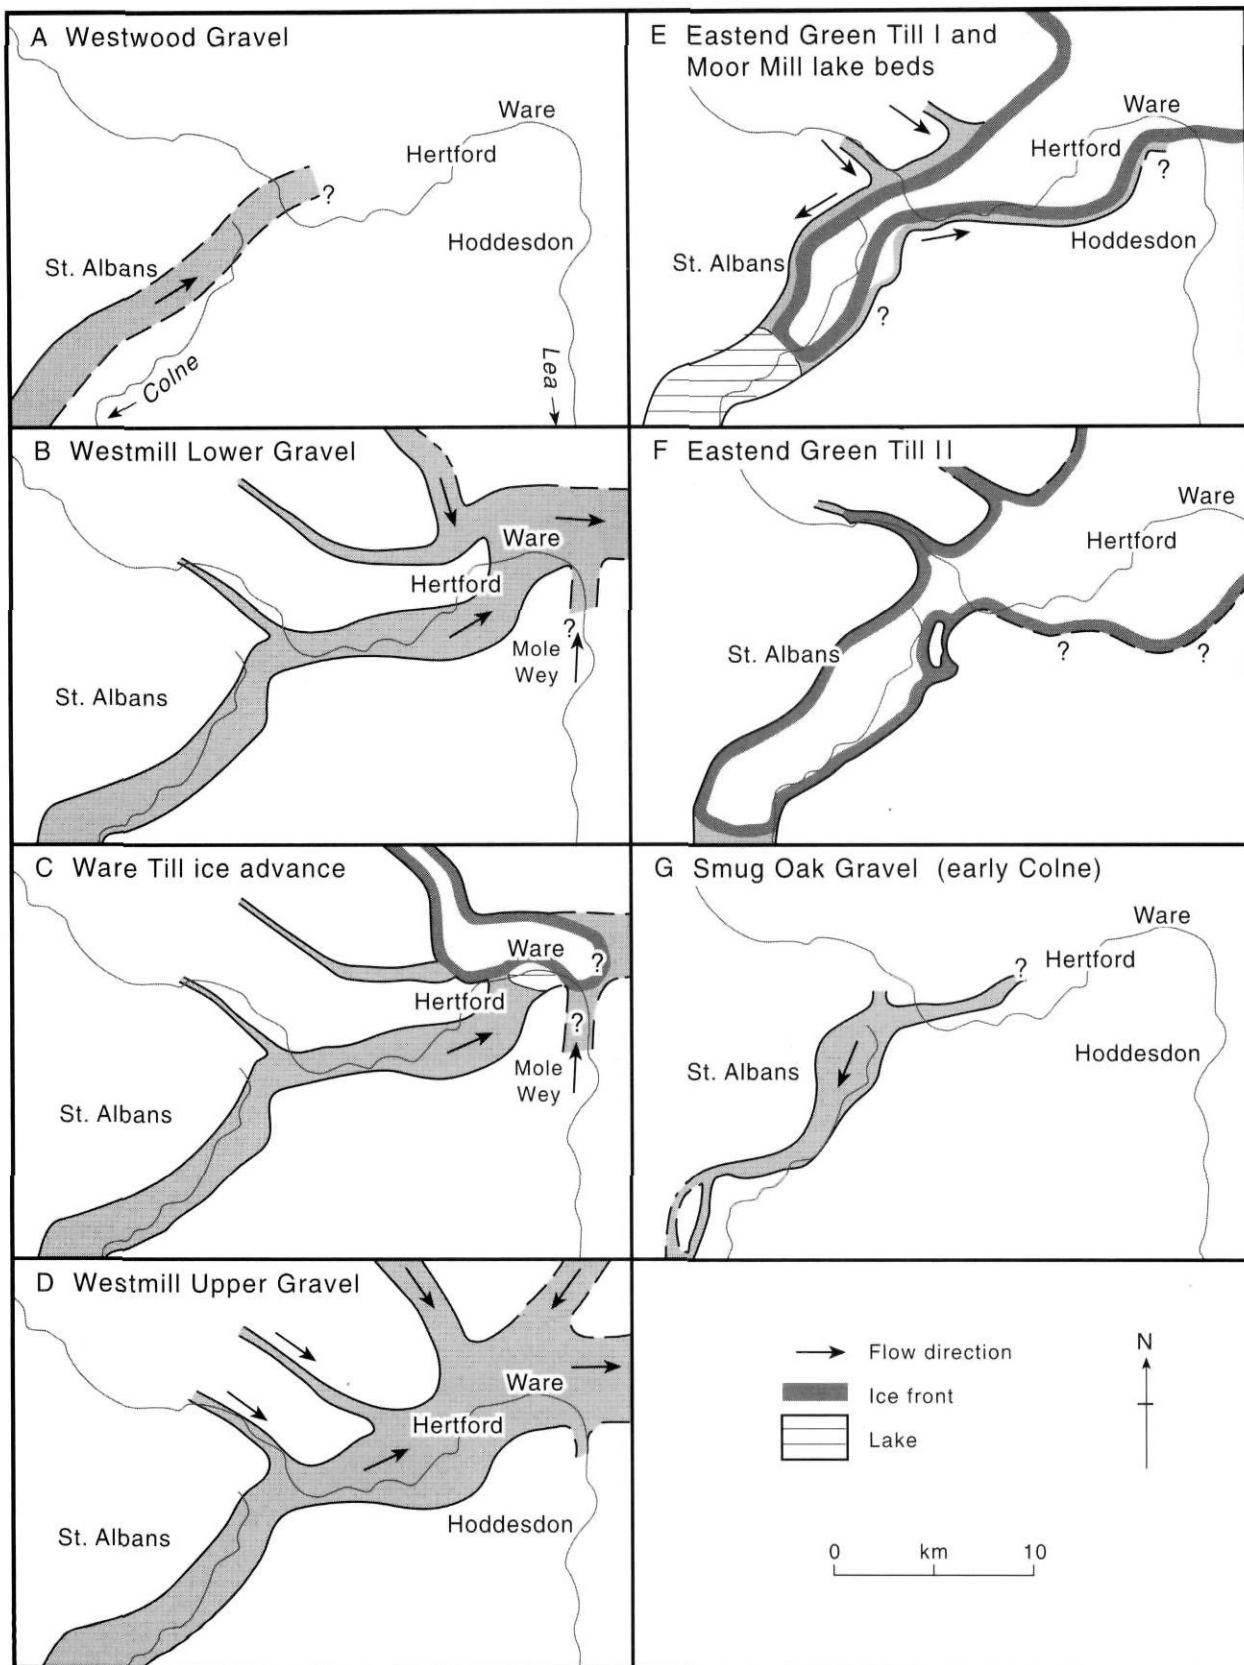 A Westwood Gravel
Ware
Hertford
?
Hoddesdon
St. Albans
Colne
Lea
B Westmill Lower Gravel
Ware
Hertford
?
Mole
Wey
St. Albans
C Ware Till ice advance
Ware
?
Hertford
?
Mole
Wey
St. Albans
D Westmill Upper Gravel
Ware
Hertford
Hoddesdon
St. Albans
E Eastend Green Till I and
Moor Mill lake beds
Ware
Hertford
?
Hoddesdon
St. Albans
?
F Eastend Green Till II
Ware
Hertford
St. Albans
?
?
G Smug Oak Gravel (early Colne)
Ware
?
Hertford
Hoddesdon
St. Albans
Flow direction
Ice front
Lake
N
0 km 10